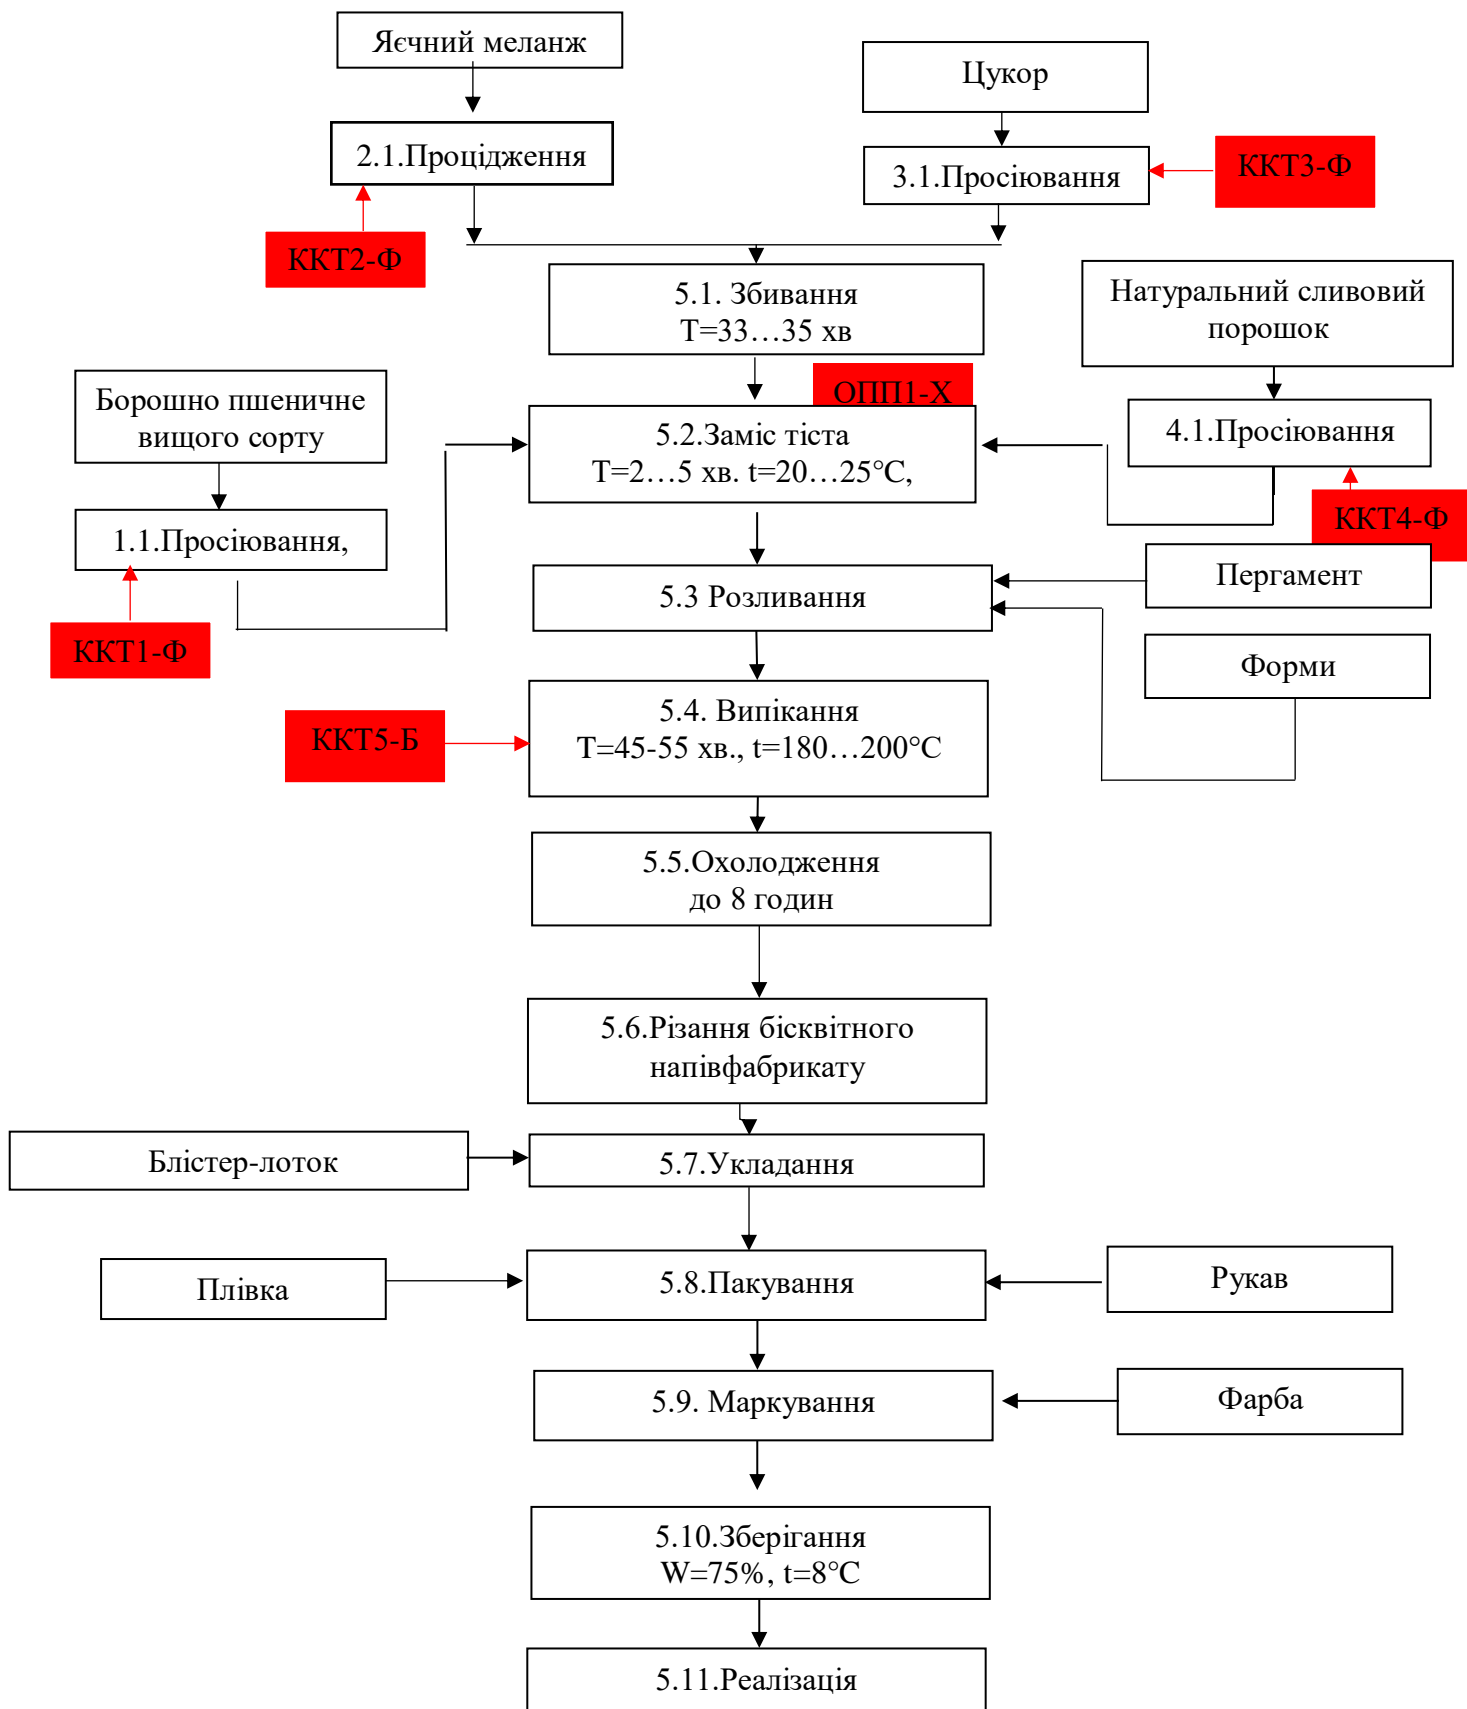 Яєчний меланж
Цукор
2.1.Процідження
3.1.Просіювання
ККТ3-Ф
ККТ2-Ф
5.1. Збивання
Т=33…35 хв
Натуральний сливовий
порошок
ОПП1-Х
Борошно пшеничне
вищого сорту
5.2.Заміс тіста
Т=2…5 хв. t=20…25°С,
4.1.Просіювання
ККТ4-Ф
1.1.Просіювання,
Пергамент
5.3 Розливання
ККТ1-Ф
Форми
5.4. Випікання
Т=45-55 хв., t=180…200°С
ККТ5-Б
5.5.Охолодження
до 8 годин
5.6.Різання бісквітного
напівфабрикату
Блістер-лоток
5.7.Укладання
Плівка
5.8.Пакування
Рукав
5.9. Маркування
Фарба
5.10.Зберігання
W=75%, t=8°С
5.11.Реалізація